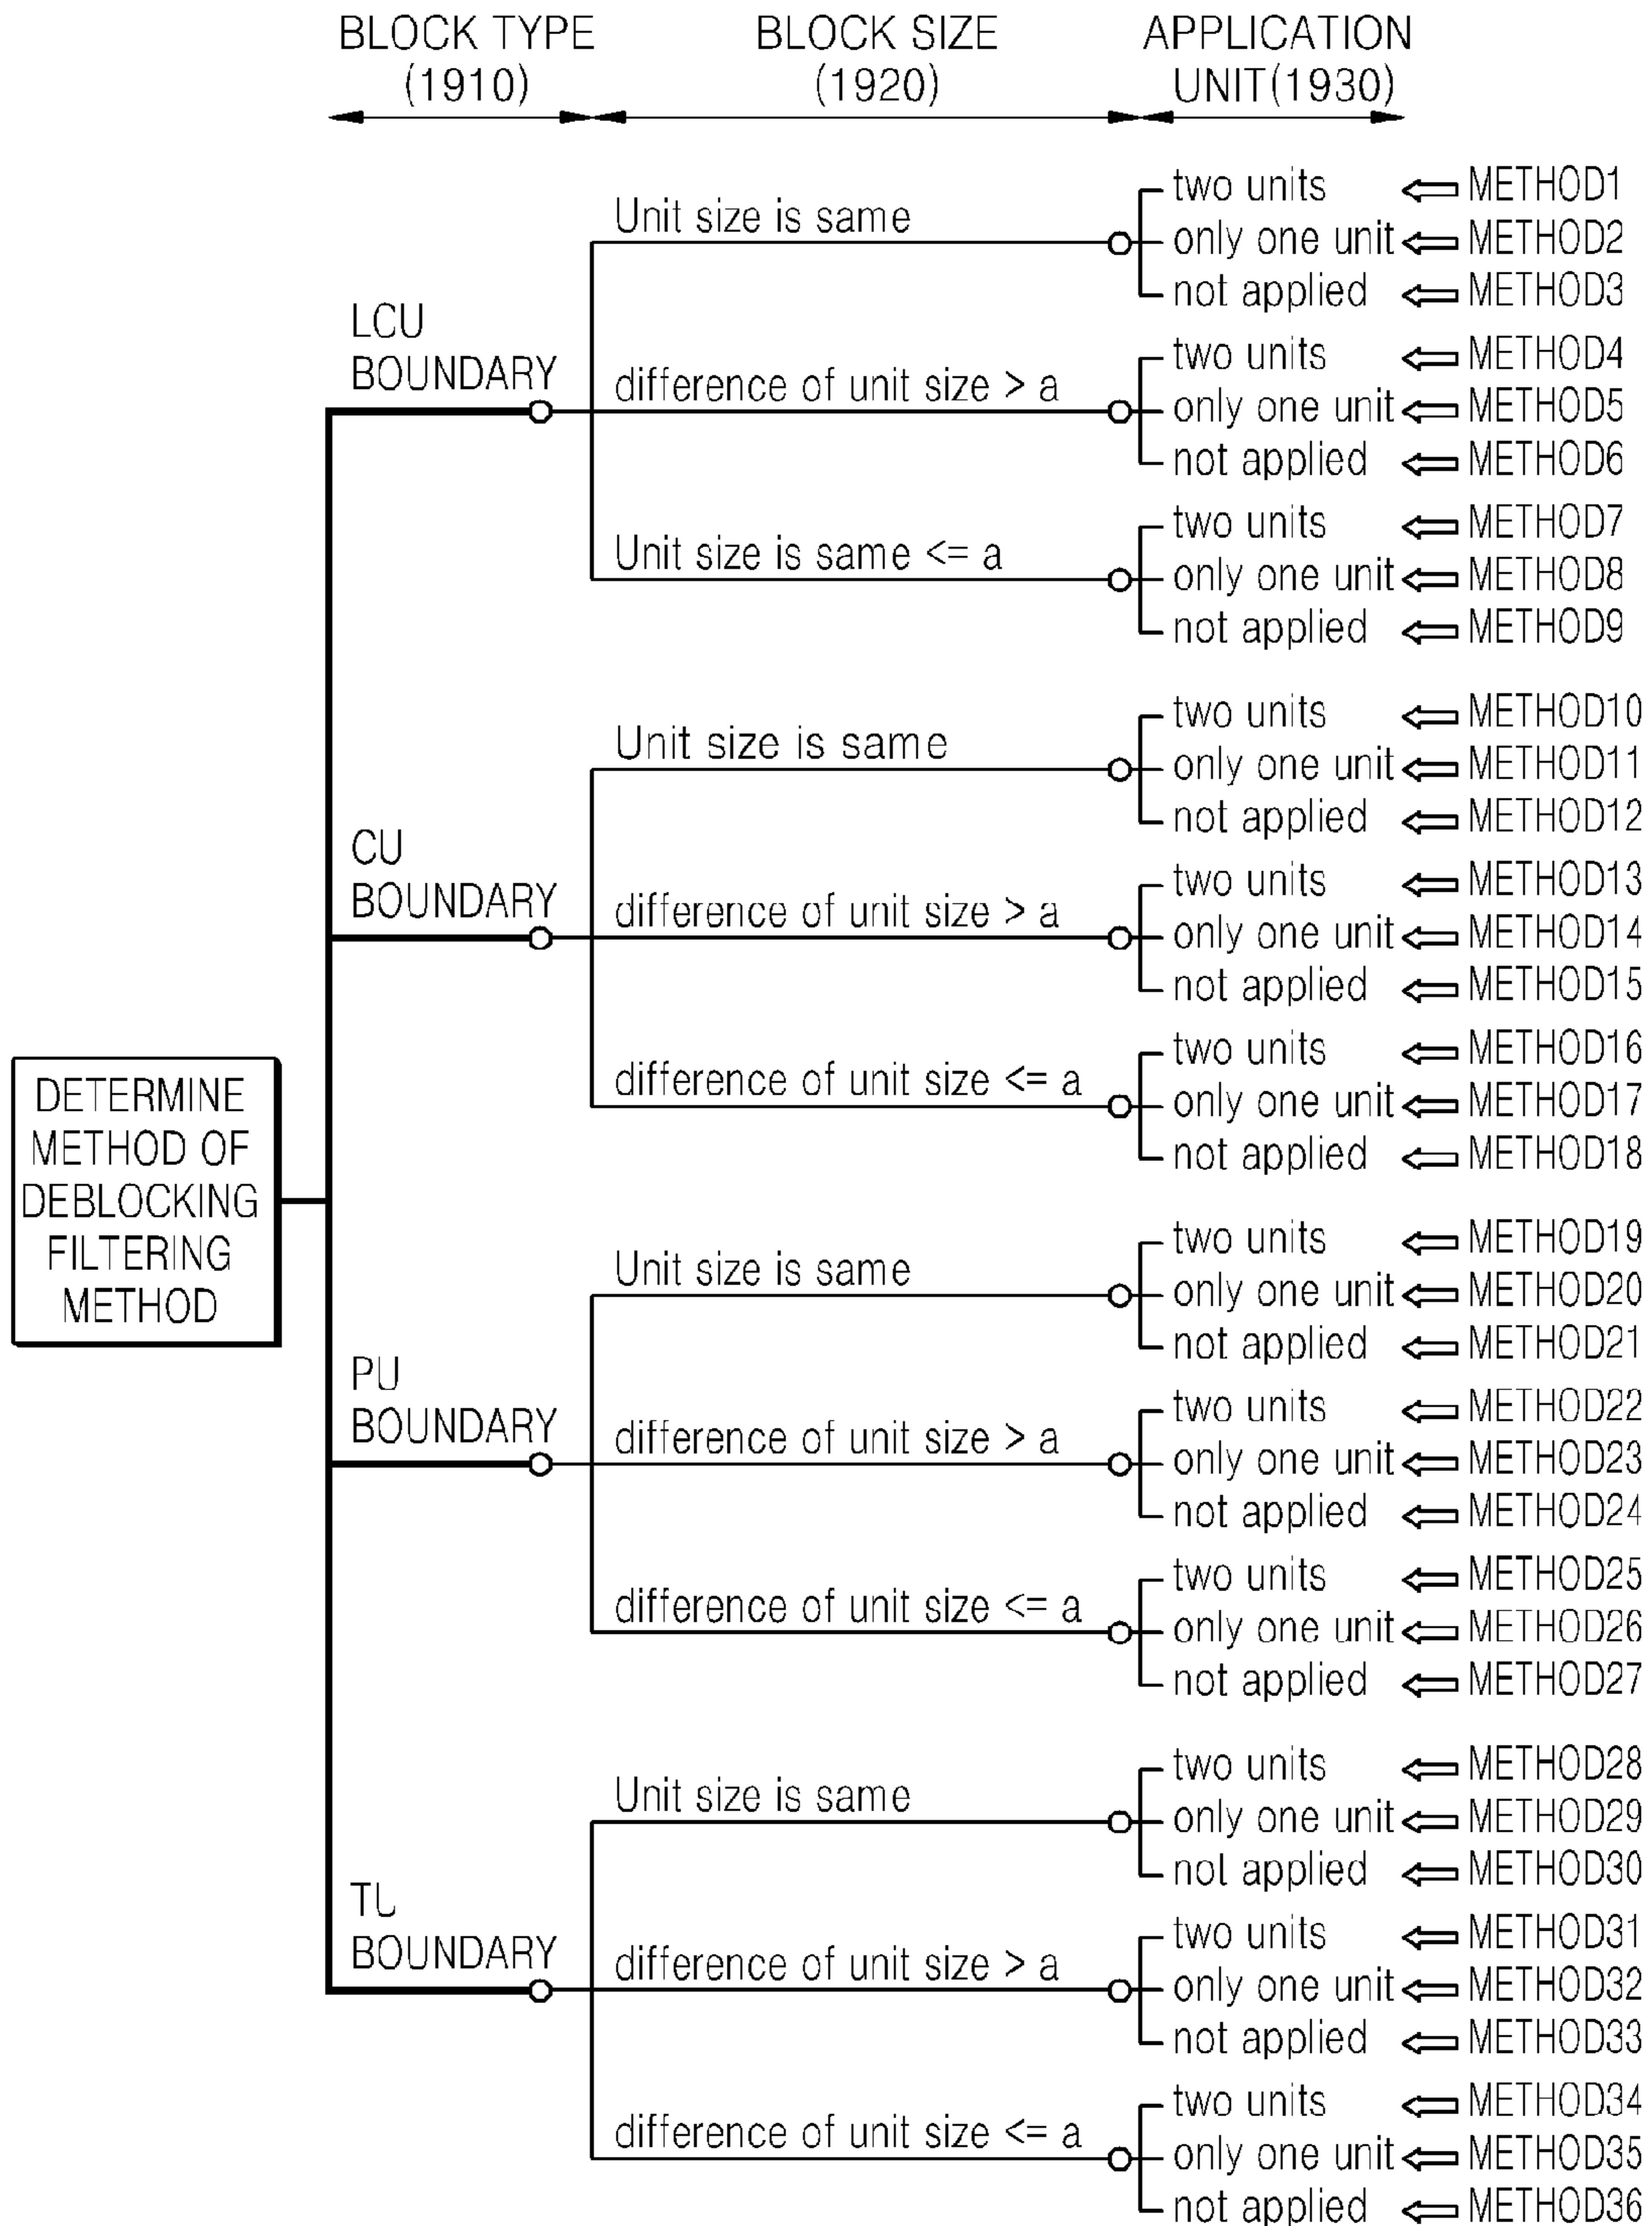 BLOCK TYPE
(1910)
BLOCK SIZE
(1920)
APPLICATION
UNIT(1930)
DETERMINE
METHOD OF
DEBLOCKING
FILTERING
METHOD
LCU
BOUNDARY
Unit size is same
two units METHOD1
only one unit METHOD2
not applied METHOD3
difference of unit size > a
two units METHOD4
only one unit METHOD5
not applied METHOD6
Unit size is same <= a
two units METHOD7
only one unit METHOD8
not applied METHOD9
CU
BOUNDARY
Unit size is same
two units METHOD10
only one unit METHOD11
not applied METHOD12
difference of unit size > a
two units METHOD13
only one unit METHOD14
not applied METHOD15
difference of unit size <= a
two units METHOD16
only one unit METHOD17
not applied METHOD18
PU
BOUNDARY
Unit size is same
two units METHOD19
only one unit METHOD20
not applied METHOD21
difference of unit size > a
two units METHOD22
only one unit METHOD23
not applied METHOD24
difference of unit size <= a
two units METHOD25
only one unit METHOD26
not applied METHOD27
TU
BOUNDARY
Unit size is same
two units METHOD28
only one unit METHOD29
not applied METHOD30
difference of unit size > a
two units METHOD31
only one unit METHOD32
not applied METHOD33
difference of unit size <= a
two units METHOD34
only one unit METHOD35
not applied METHOD36